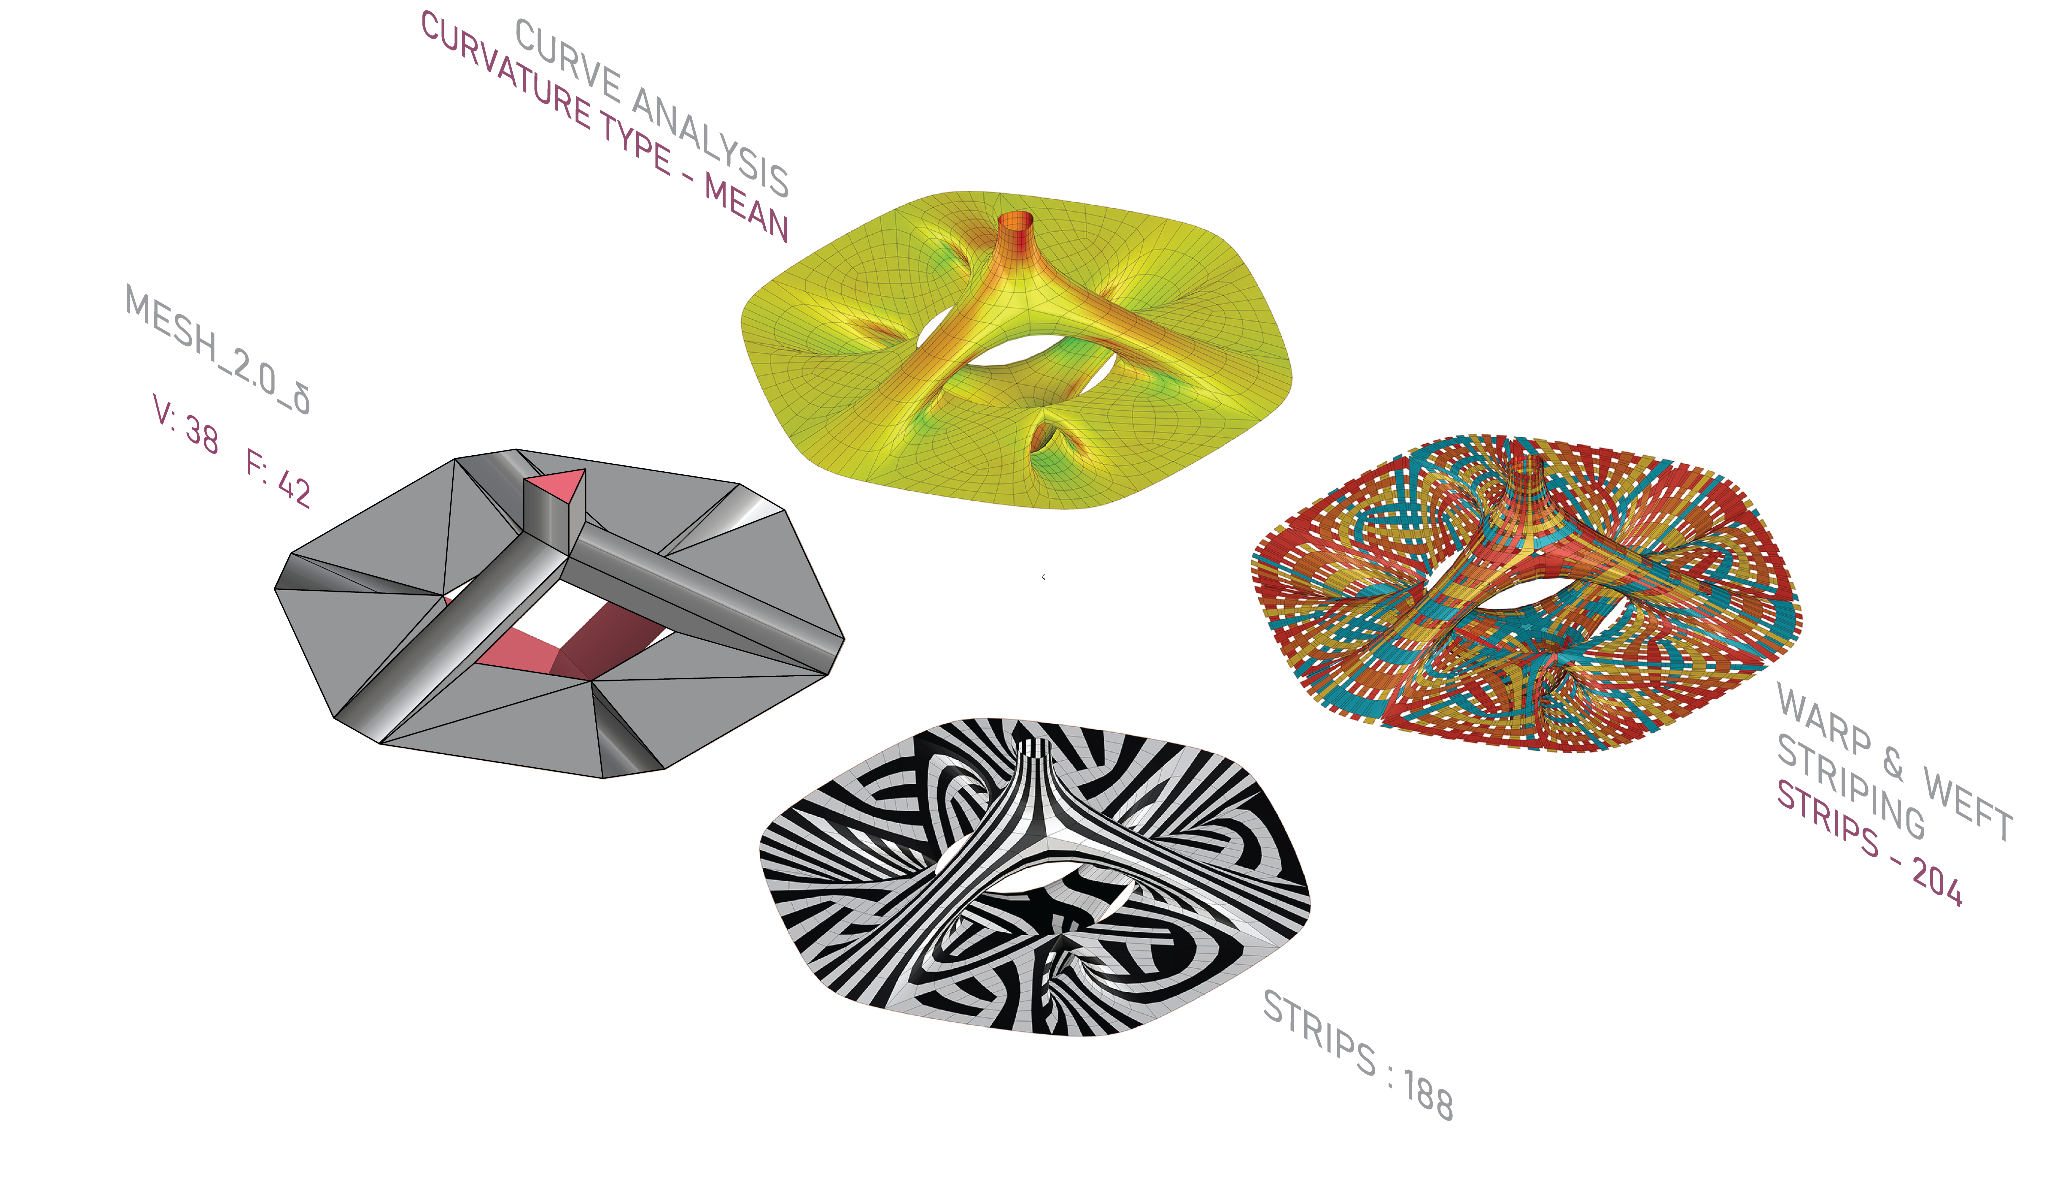 CURVE ANALYSIS
CURVATURE TYPE - MEAN
MESH_2.0_δ
V: 38 F: 42
WARP & WEFT
STRIPING
STRIPS - 204
STRIPS : 188